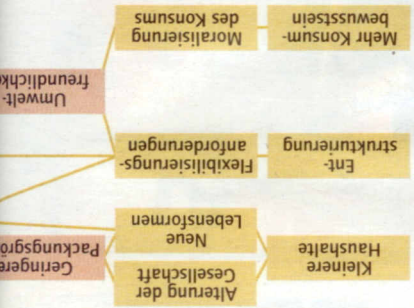 Alterung der
Gesellschaft
Kleinere
Haushalte
Geringere
Packungsgrö
Neue
Lebensformen
Ent-
strukturierung
Flexibilisierungs-
anforderungen
Umwelt-
freundlichke
Mehr Konsum-
bewusstsein
Moralisierung
des Konsums